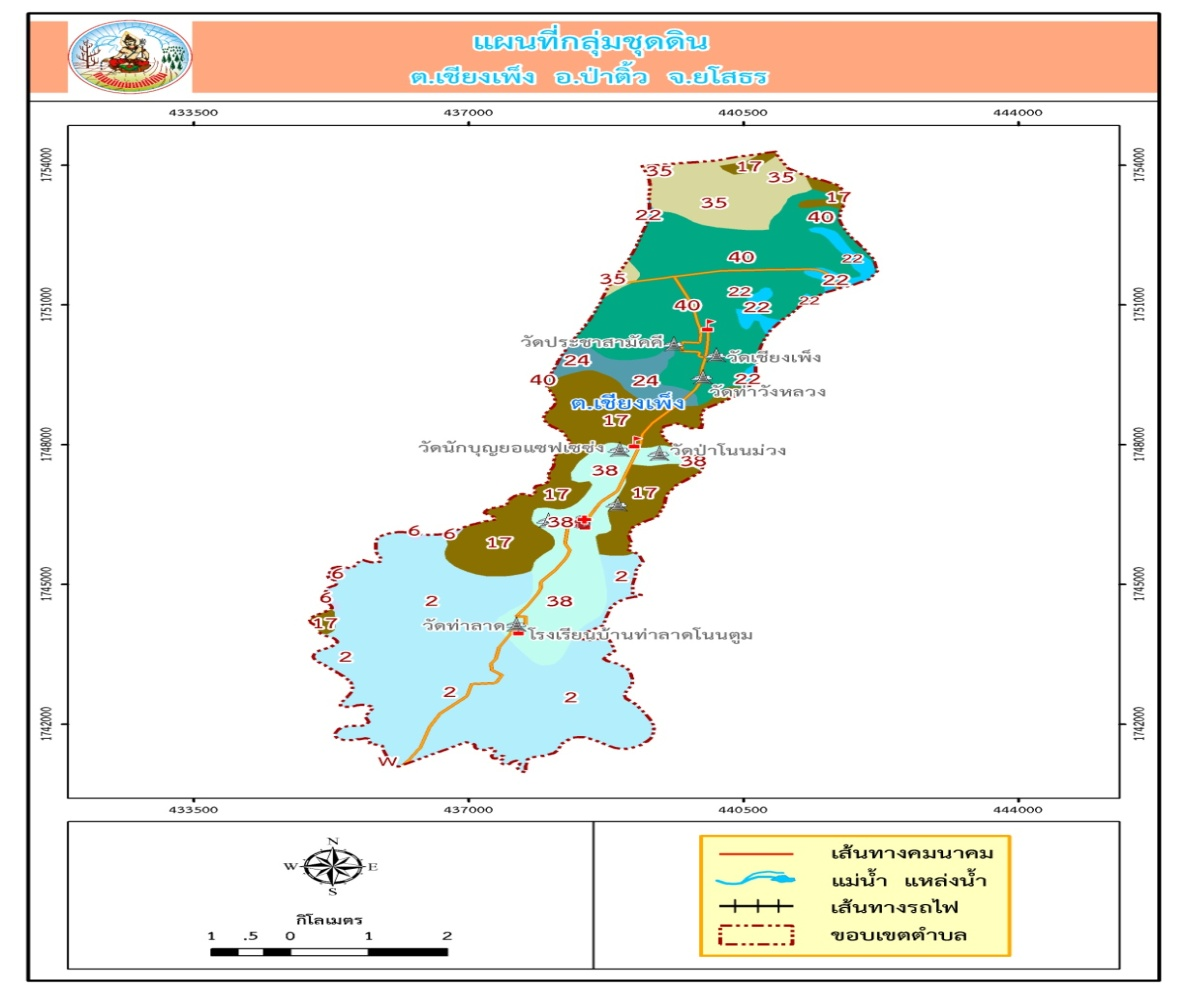 แผนที่กลุ่มชุดดิน
ต.เชียงเพ็ง อ.ป่าติ้ว จ.ยโสธร
433500 437000 440500 444000
1754000 1754000
35 17 35 17
35
22 40
40 22
35 22 22
22
1751000 40 22 1751000
วัดประชาสามัคคี
24 วัดเชียงเพ็ง
40 24 22
วัดท่าวังหลวง
ต.เชียงเพ็ง
17
1748000 วัดนักบุญยอแซฟเซซ่ง วัดป่าโนนม่วง 1748000
38 38
17 17
38
6 6
17
6 2
1745000 1745000
6 2 38
17 วัดท่าลาด
โรงเรียนบ้านท่าลาดโนนตูม
2
2 2
1742000 1742000
W
433500 437000 440500 444000
N
W E
S
กิโลเมตร
1 .5 0 1 2
เส้นทางคมนาคม
แม่น้ำ แหล่งน้ำ
เส้นทางรถไฟ
ขอบเขตตำบล